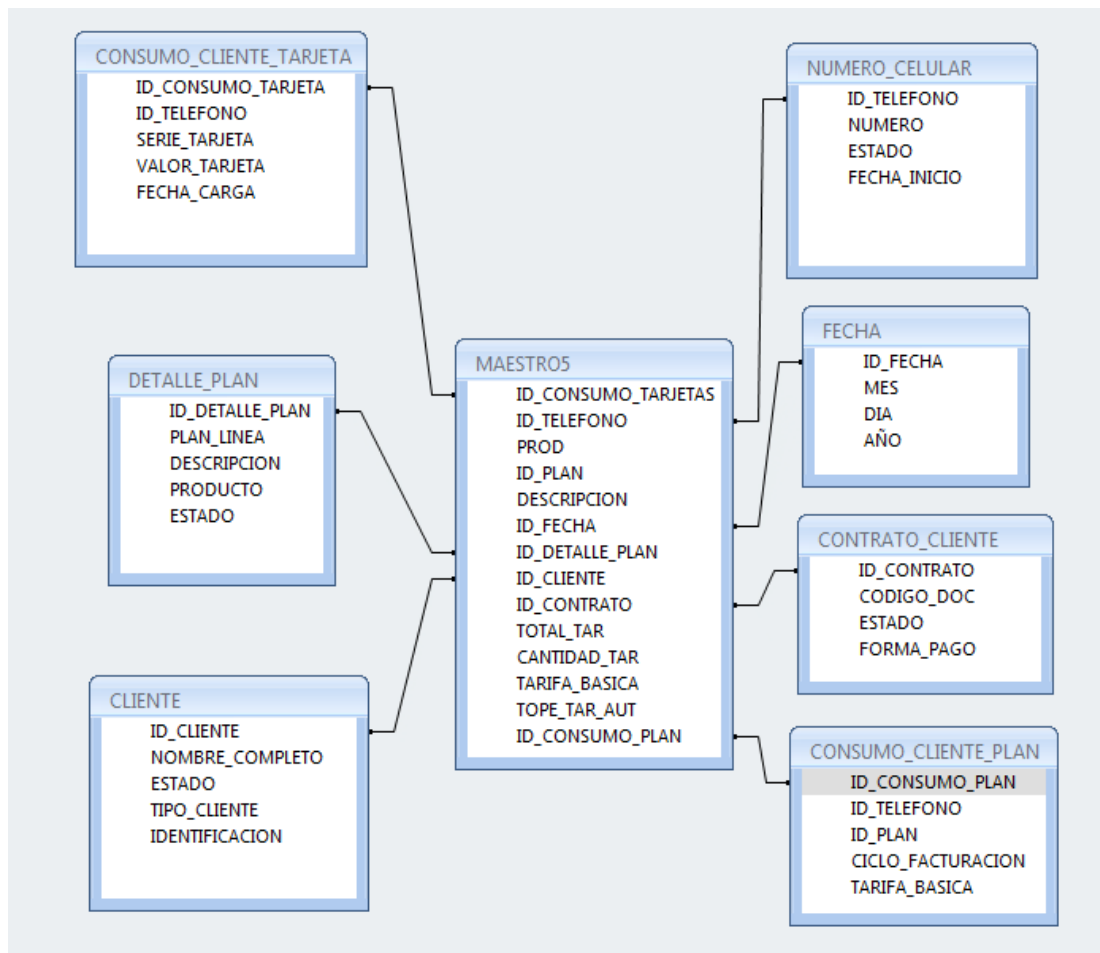 CONSUMO_CLIENTE_TARJETA
ID_CONSUMO_TARJETA
ID_TELEFONO
SERIE_TARJETA
VALOR_TARJETA
FECHA_CARGA
NUMERO_CELULAR
ID_TELEFONO
NUMERO
ESTADO
FECHA_INICIO
DETALLE_PLAN
ID_DETALLE_PLAN
PLAN_LINEA
DESCRIPCION
PRODUCTO
ESTADO
MAESTRO5
ID_CONSUMO_TARJETAS
ID_TELEFONO
PROD
ID_PLAN
DESCRIPCION
ID_FECHA
ID_DETALLE_PLAN
ID_CLIENTE
ID_CONTRATO
TOTAL_TAR
CANTIDAD_TAR
TARIFA_BASICA
TOPE_TAR_AUT
ID_CONSUMO_PLAN
FECHA
ID_FECHA
MES
DIA
AÑO
CONTRATO_CLIENTE
ID_CONTRATO
CODIGO_DOC
ESTADO
FORMA_PAGO
CLIENTE
ID_CLIENTE
NOMBRE_COMPLETO
ESTADO
TIPO_CLIENTE
IDENTIFICACION
CONSUMO_CLIENTE_PLAN
ID_CONSUMO_PLAN
ID_TELEFONO
ID_PLAN
CICLO_FACTURACION
TARIFA_BASICA